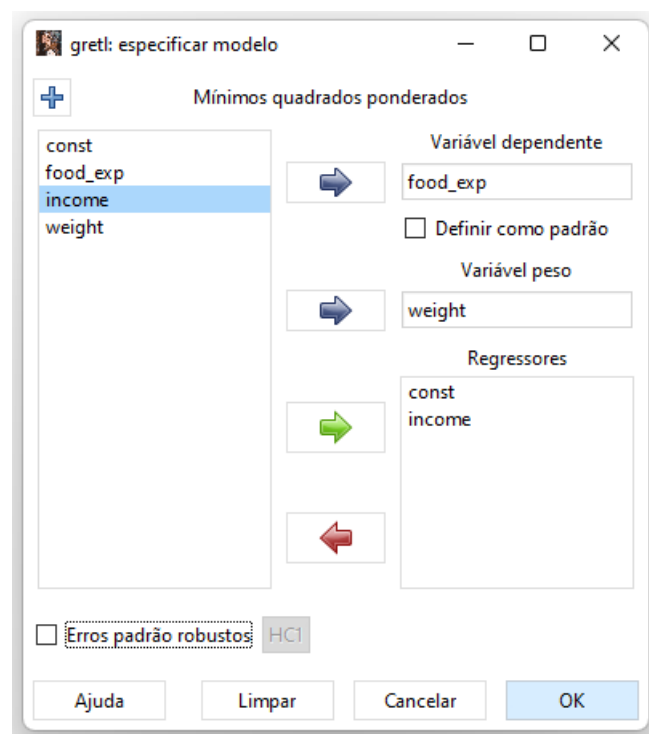 gretl: especificar modelo
Mínimos quadrados ponderados
const
food_exp
income
weight
Variável dependente
food_exp
Definir como padrão
Variável peso
weight
Regressores
const
income
Erros padrão robustos HC1
Ajuda Limpar Cancelar OK